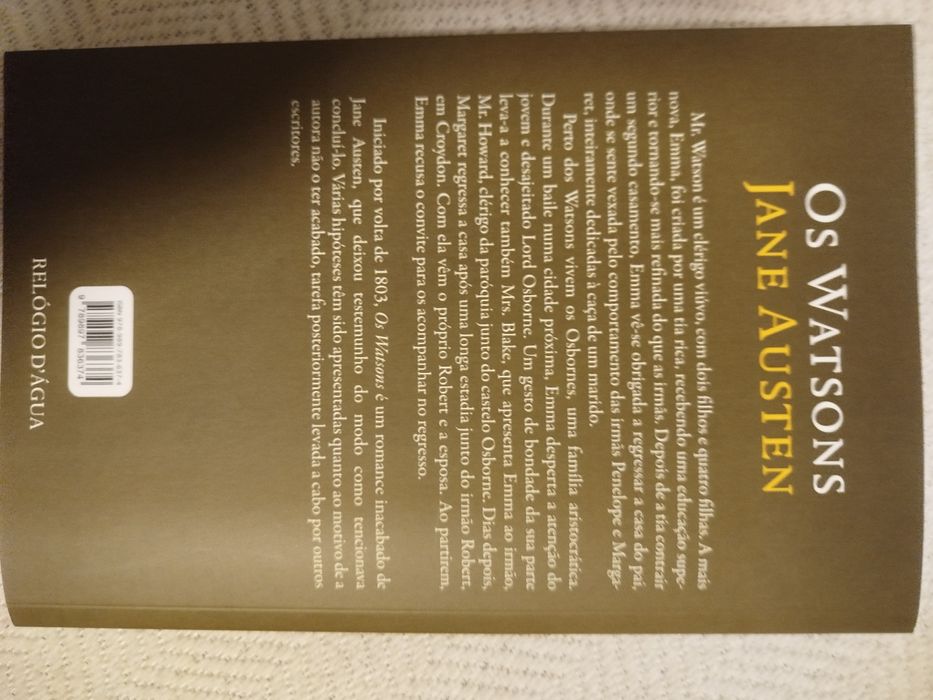 Os Watsons
Jane Austen
Mr. Watson é um clérigo viúvo, com dois filhos e quatro filhas. A mais
nova, Emma, foi criada por uma tia rica, recebendo uma educação supe-
rior e tornando-se mais refinada do que as irmãs. Depois de a tia contrair
um segundo casamento, Emma vê-se obrigada a regressar a casa do pai,
onde se sente vexada pelo comportamento das irmãs Penelope e Marga-
ret, inteiramente dedicadas à caça de um marido.
Perto dos Watsons vivem os Osbornes, uma família aristocrática.
Durante um baile numa cidade próxima, Emma desperta a atenção do
jovem e desajeitado Lord Osborne. Um gesto de bondade da sua parte
leva-a a conhecer também Mrs. Blake, que apresenta Emma ao irmão,
Mr. Howard, clérigo da paróquia junto do castelo Osborne. Dias depois,
Margaret regressa a casa após uma longa estadia junto do irmão Robert,
em Croydon. Com ela vêm o próprio Robert e a esposa. Ao partirem,
Emma recusa o convite para os acompanhar no regresso.
Iniciado por volta de 1803, Os Watsons é um romance inacabado de
Jane Austen, que deixou testemunho do modo como tencionava
concluí-lo. Várias hipóteses têm sido apresentadas quanto ao motivo de a
autora não o ter acabado, tarefa posteriormente levada a cabo por outros
escritores.
ISBN 978-989-783-637-4
9 789897 836374
RELÓGIO D'ÁGUA